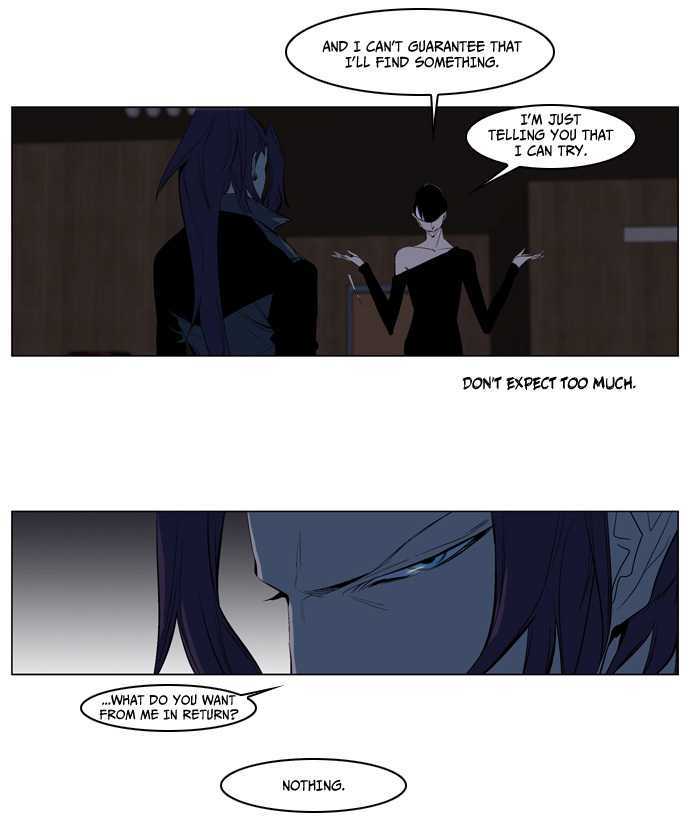 AND I CAN'T GUARANTEE THAT
I'LL FIND SOMETHING.
I'M JUST
TELLING YOU THAT
I CAN TRY.
DON'T EXPECT TOO MUCH.
...WHAT DO YOU WANT
FROM ME IN RETURN?
NOTHING.